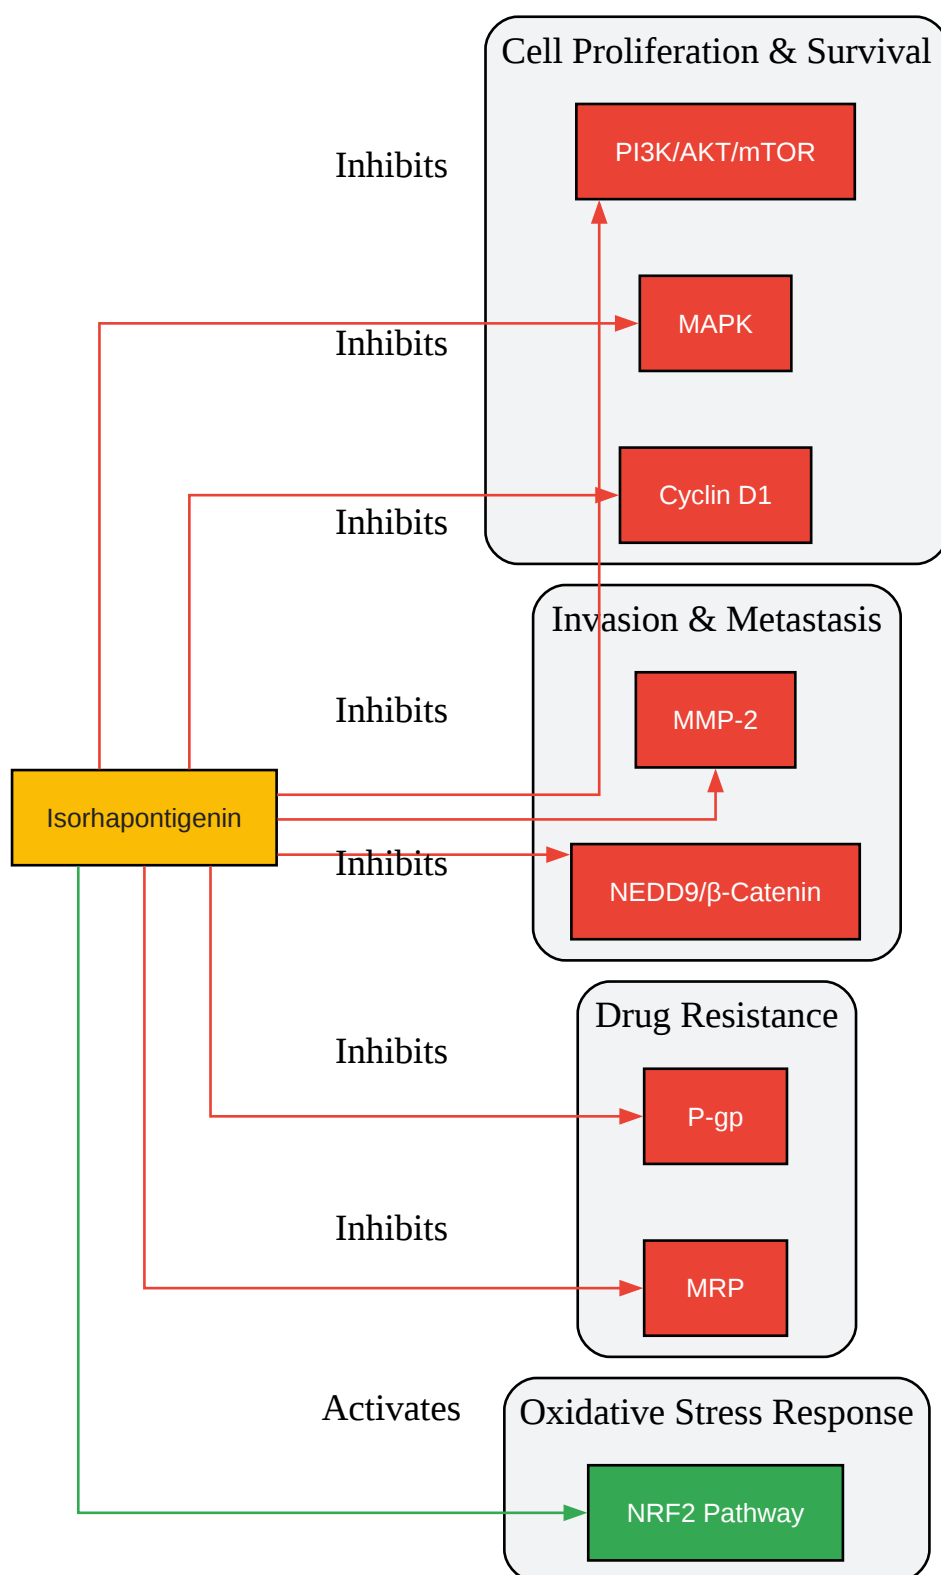 Cell Proliferation & Survival
PI3K/AKT/mTOR
Inhibits
MAPK
Inhibits
Cyclin D1
Inhibits
Invasion & Metastasis
Inhibits
MMP-2
Isorhapontigenin
Inhibits
NEDD9/β-Catenin
Drug Resistance
Inhibits
P-gp
Inhibits
MRP
Activates
Oxidative Stress Response
NRF2 Pathway